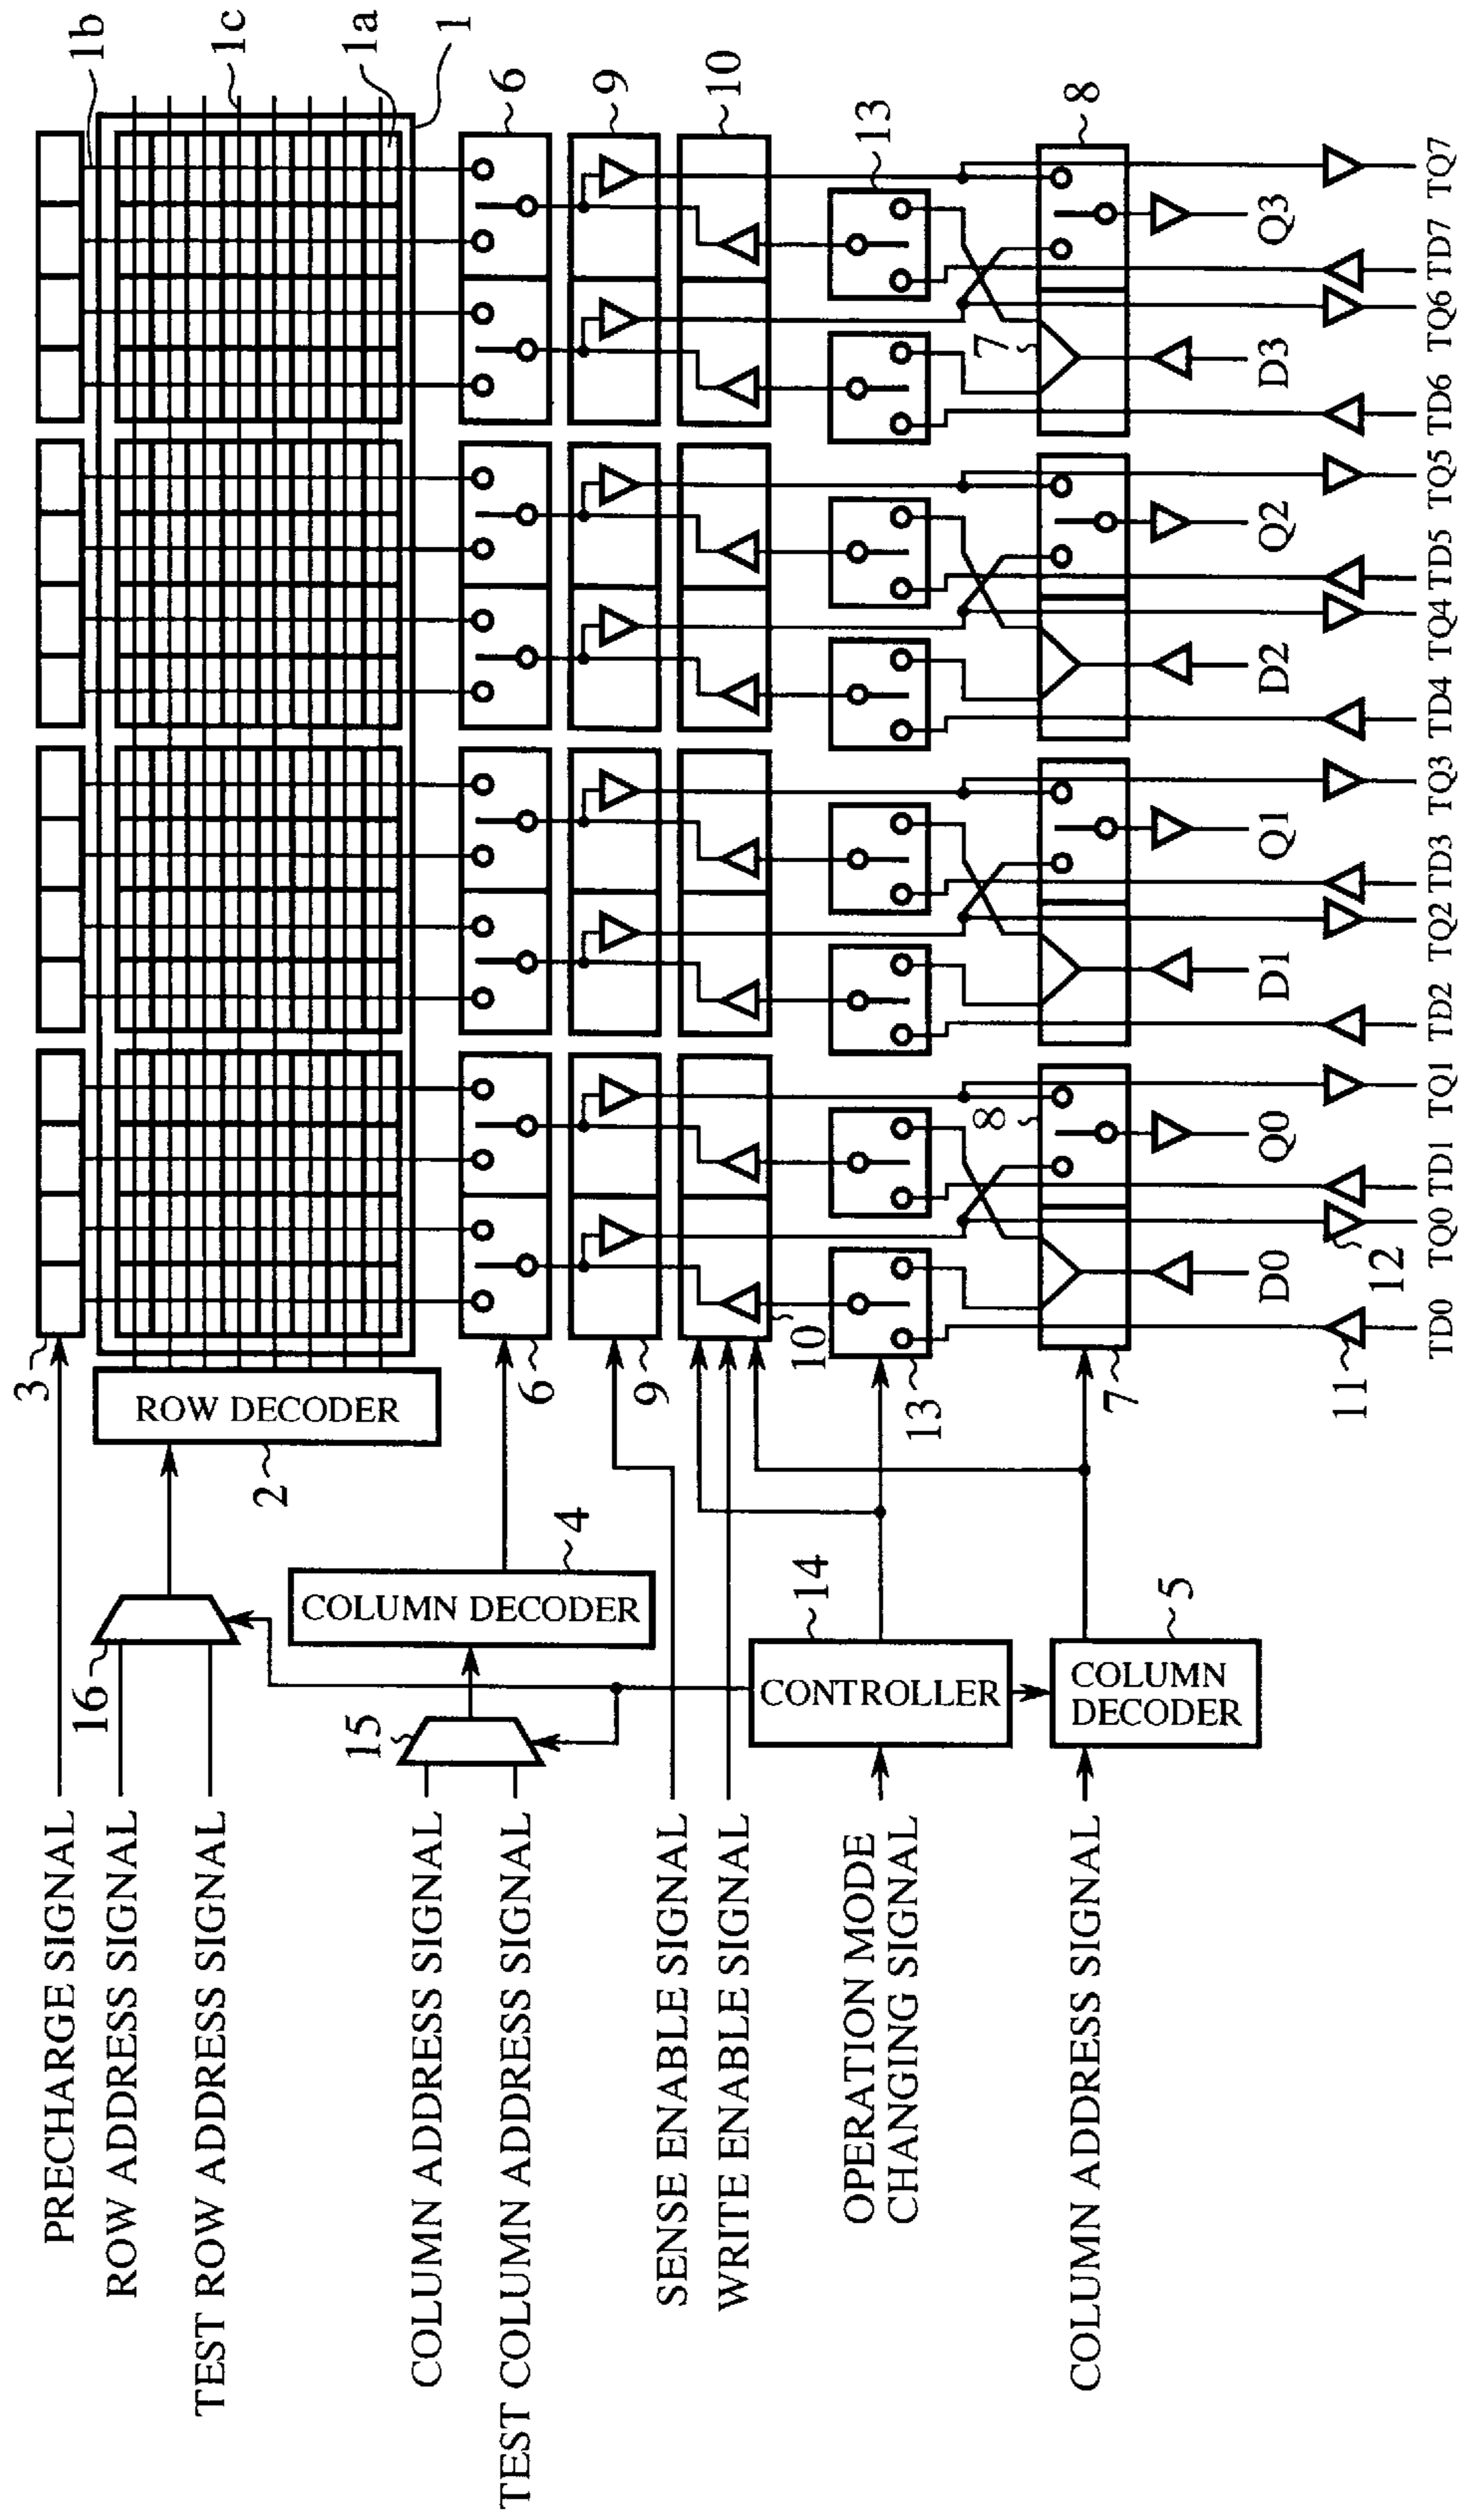 PRECHARGE SIGNAL
ROW ADDRESS SIGNAL
TEST ROW ADDRESS SIGNAL
COLUMN ADDRESS SIGNAL
TEST COLUMN ADDRESS SIGNAL
SENSE ENABLE SIGNAL
WRITE ENABLE SIGNAL
OPERATION MODE
CHANGING SIGNAL
COLUMN ADDRESS SIGNAL
16
15
14
CONTROLLER
5
COLUMN
DECODER
4
COLUMN DECODER
2
ROW DECODER
3
6
9
10
13
7
11
12
8
7
1b
1c
1a
1
6
9
10
13
8
D0
Q0
D1
Q1
D2
Q2
D3
Q3
TD0
TQ0
TD1
TQ1
TD2
TQ2
TD3
TQ3
TD4
TQ4
TD5
TQ5
TD6
TQ6
TD7
TQ7